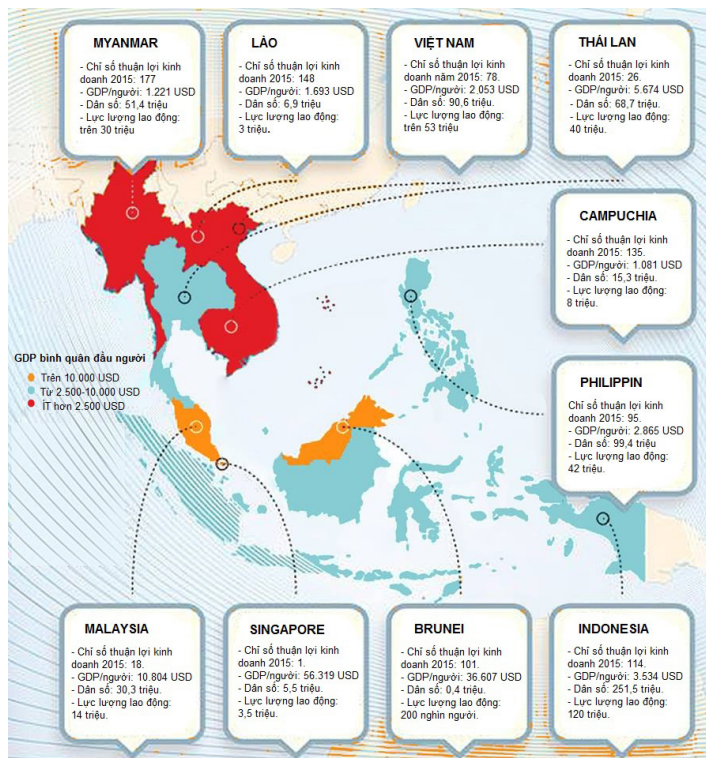 MYANMAR
- Chỉ số thuận lợi kinh
doanh 2015: 177
- GDP/người: 1.221 USD
- Dân số: 51,4 triệu
- Lực lượng lao động:
trên 30 triệu
LÀO
- Chỉ số thuận lợi kinh
doanh 2015: 148
- GDP/người: 1.693 USD
- Dân số: 6,9 triệu
- Lực lượng lao động:
3 triệu.
VIỆT NAM
- Chỉ số thuận lợi kinh
doanh năm 2015: 78.
- GDP/người: 2.053 USD
- Dân số: 90,6 triệu.
- Lực lượng lao động:
trên 53 triệu
THÁI LAN
- Chỉ số thuận lợi kinh
doanh 2015: 26.
- GDP/người: 5.674 USD
- Dân số: 68,7 triệu.
- Lực lượng lao động:
40 triệu.
CAMPUCHIA
- Chỉ số thuận lợi kinh
doanh 2015: 135.
- GDP/người: 1.081 USD
- Dân số: 15,3 triệu.
- Lực lượng lao động:
8 triệu.
GDP bình quân đầu người
Trên 10.000 USD
Từ 2.500-10.000 USD
ÍT hơn 2.500 USD
PHILIPPIN
Chỉ số thuận lợi kinh
doanh 2015: 95.
- GDP/người: 2.865 USD
- Dân số: 99,4 triệu
- Lực lượng lao động:
42 triệu.
MALAYSIA
- Chỉ số thuận lợi kinh
doanh 2015: 18.
- GDP/người: 10.804 USD
- Dân số: 30,3 triệu.
- Lực lượng lao động:
14 triệu.
SINGAPORE
- Chỉ số thuận lợi kinh
doanh 2015: 1.
- GDP/người: 56.319 USD
- Dân số: 5,5 triệu.
- Lực lượng lao động:
3,5 triệu.
BRUNEI
- Chỉ số thuận lợi kinh
doanh 2015: 101.
- GDP/người: 36.607 USD
- Dân số: 0,4 triệu
- Lực lượng lao động:
200 nghìn người.
INDONESIA
- Chỉ số thuận lợi kinh
doanh 2015: 114.
- GDP/người: 3.534 USD
- Dân số: 251,5 triệu
- Lực lượng lao động:
120 triệu.